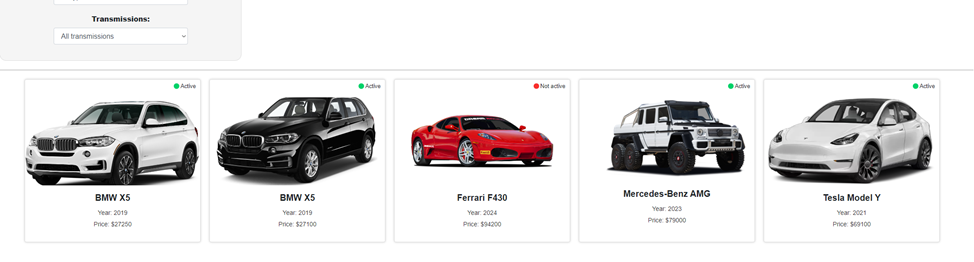 Transmissions:
All transmissions
Active
BMW X5
Year: 2019
Price: $27250
Active
BMW X5
Year: 2019
Price: $27100
Not active
Ferrari F430
Year: 2024
Price: $94200
Active
Mercedes-Benz AMG
Year: 2023
Price: $79000
Active
Tesla Model Y
Year: 2021
Price: $69100